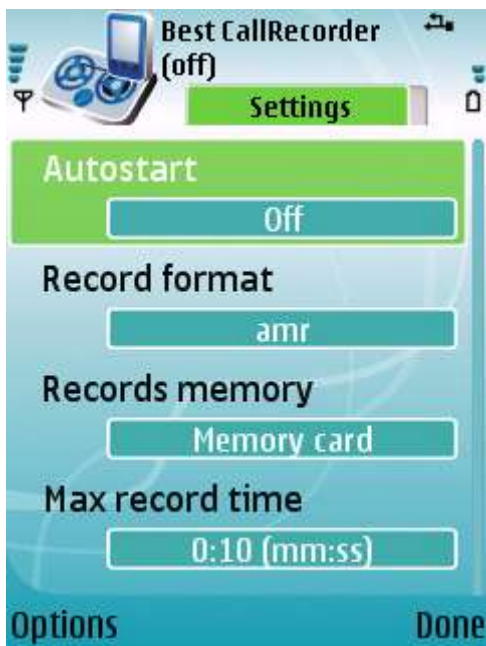 Best CallRecorder
(off)
Settings
Autostart
Off
Record format
amr
Records memory
Memory card
Max record time
0:10 (mm:ss)
Options
Done